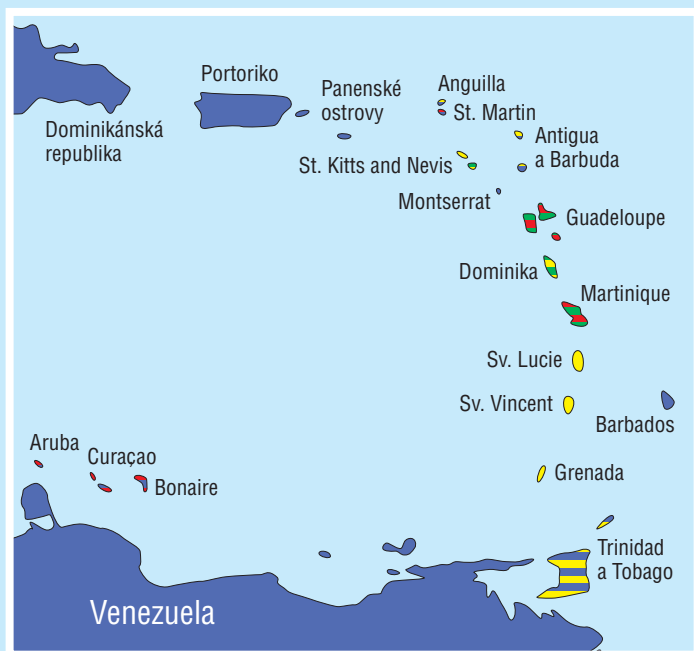 Portoriko
Panenské
ostrovy
Anguilla
St. Martin
Dominikánská
republika
Antigua
a Barbuda
St. Kitts and Nevis
Montserrat
Guadeloupe
Dominika
Martinique
Sv. Lucie
Sv. Vincent
Barbados
Aruba
Curaçao
Bonaire
Grenada
Trinidad
a Tobago
Venezuela